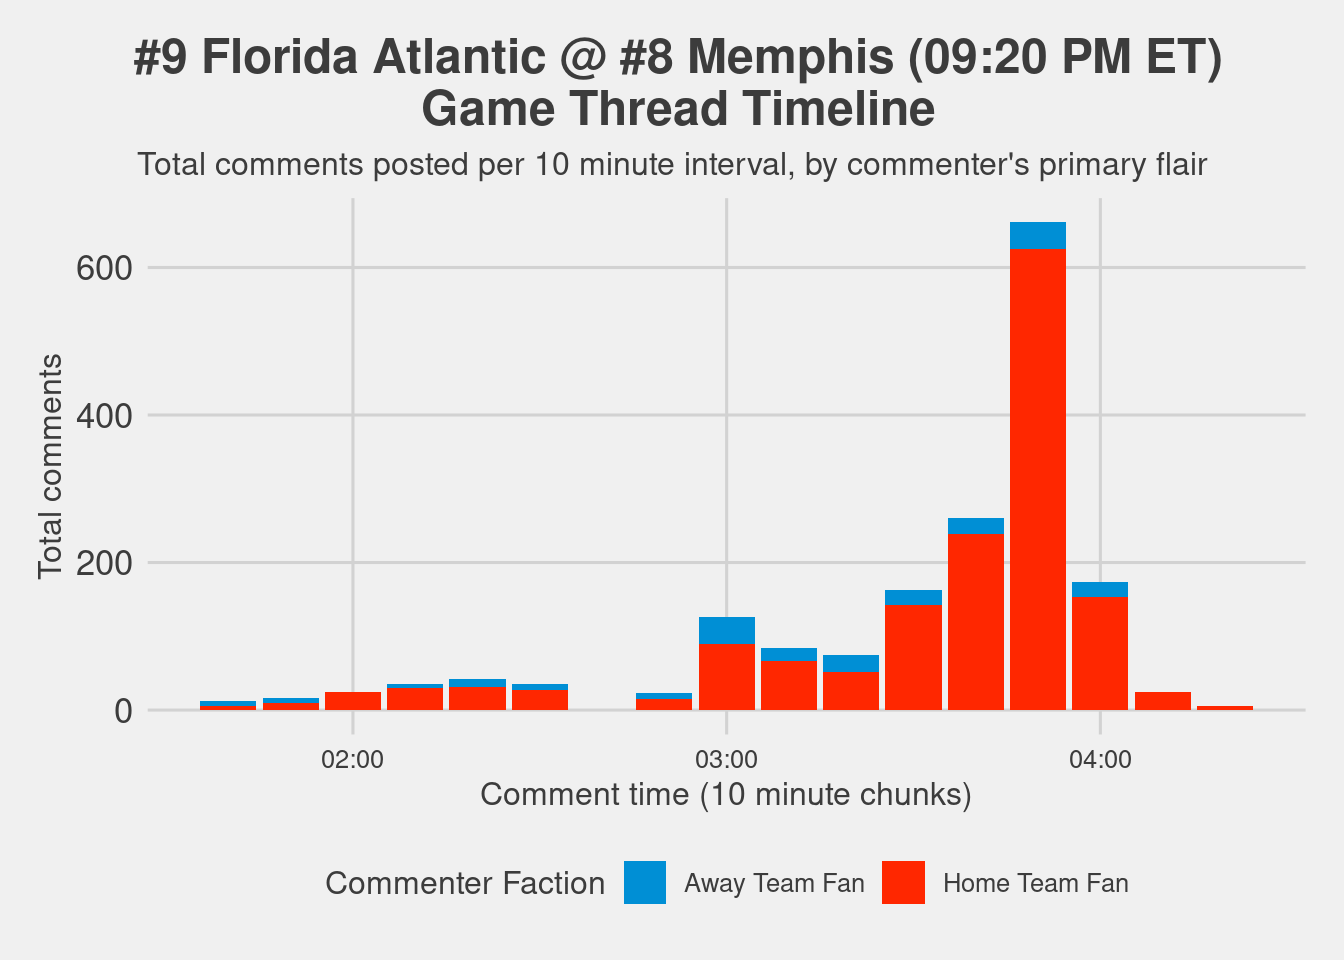 #9 Florida Atlantic @ #8 Memphis (09:20 PM ET)
Game Thread Timeline
Total comments posted per 10 minute interval, by commenter's primary flair
Total comments
600
400
200
0
02:00
03:00
04:00
Comment time (10 minute chunks)
Commenter Faction
Away Team Fan
Home Team Fan